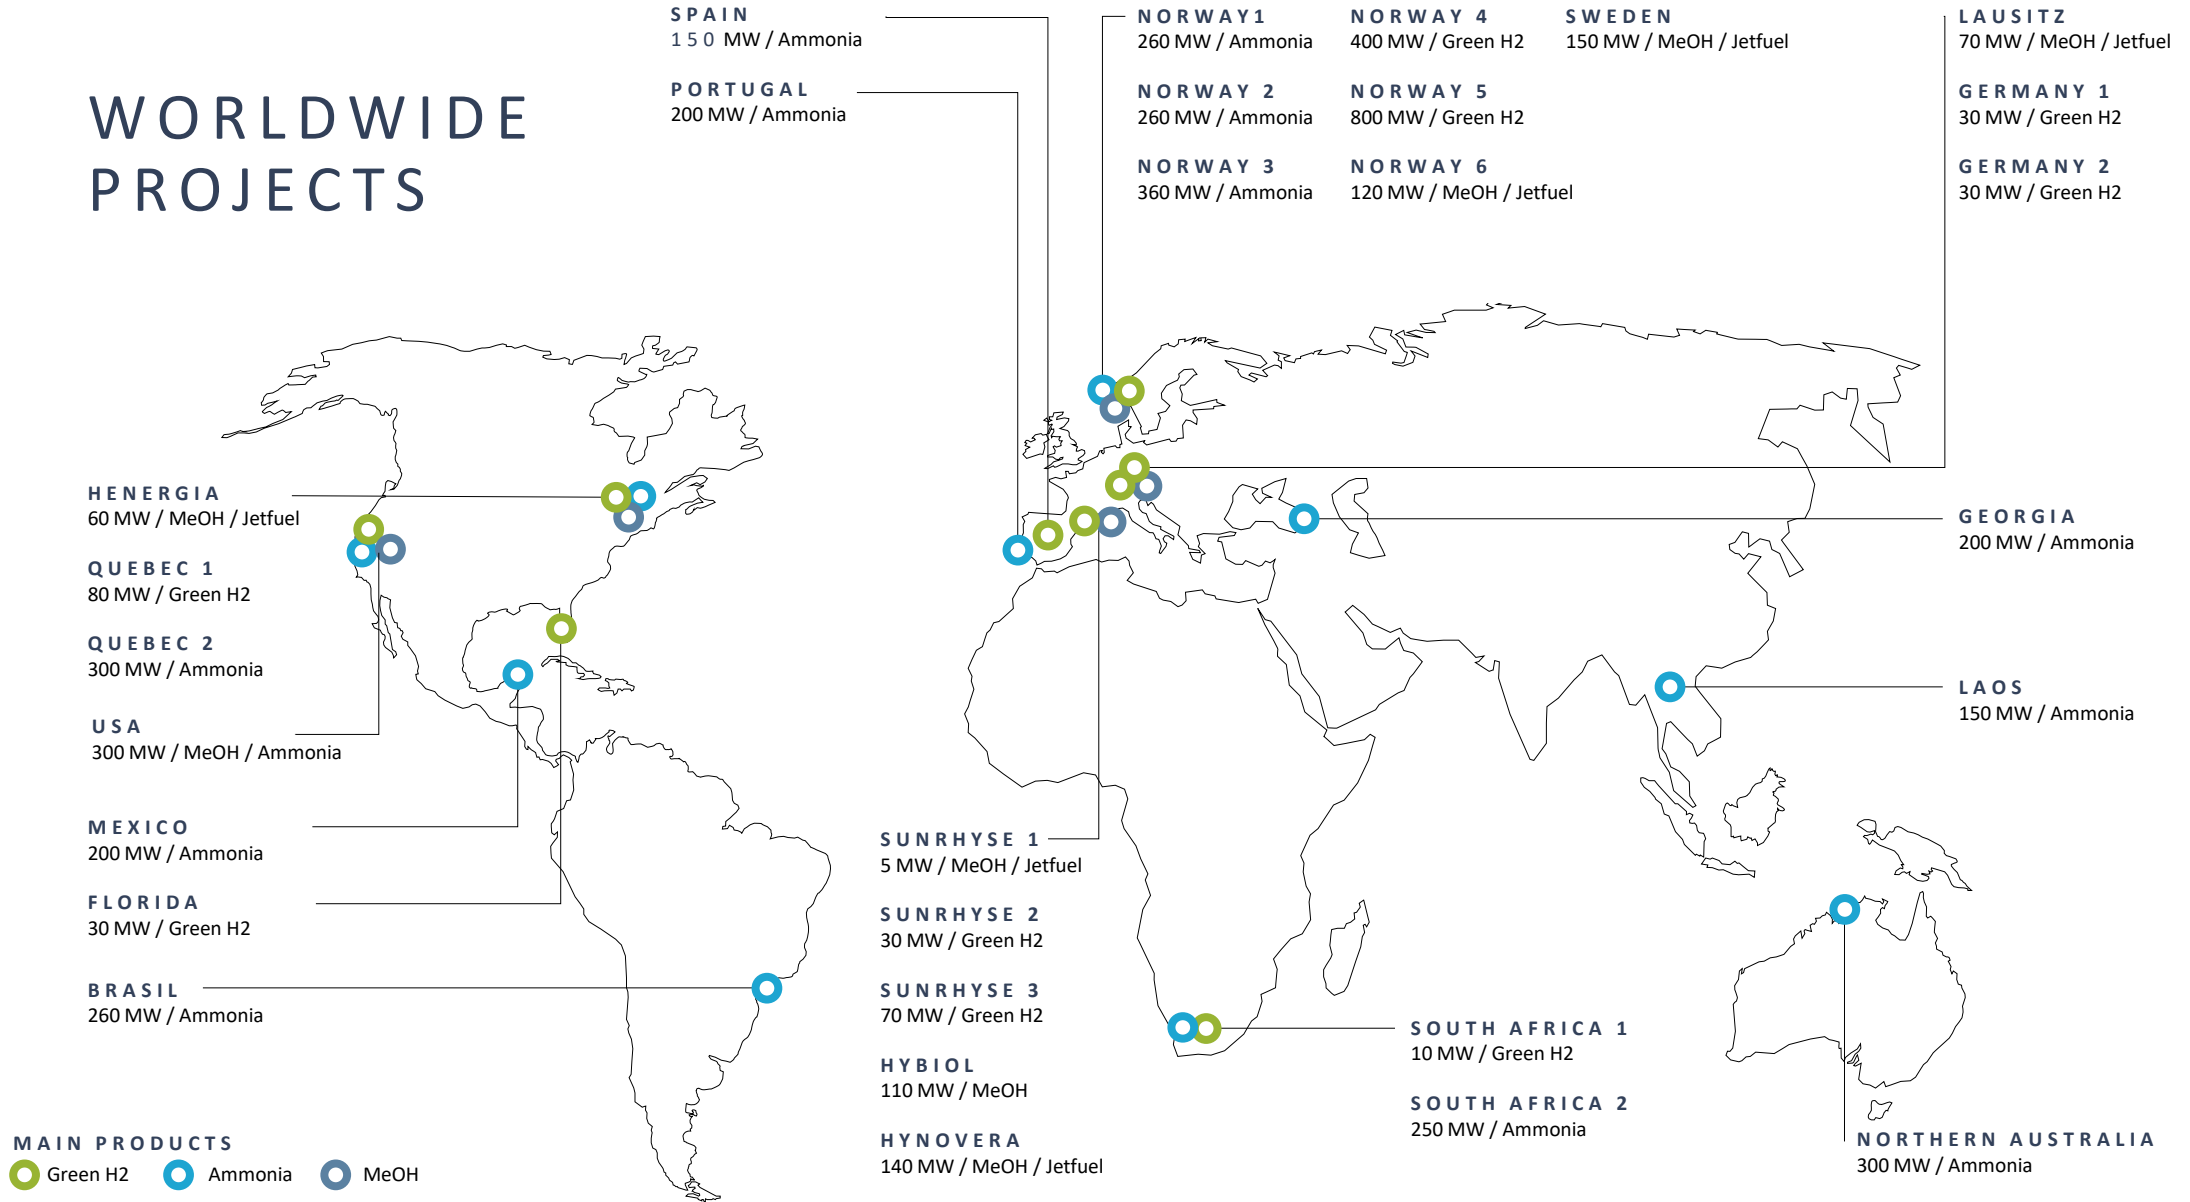 WORLDWIDE
PROJECTS
SPAIN
150 MW / Ammonia
PORTUGAL
200 MW / Ammonia
NORWAY1
260 MW / Ammonia
NORWAY 2
260 MW / Ammonia
NORWAY 3
360 MW / Ammonia
NORWAY 4
400 MW / Green H2
NORWAY 5
800 MW / Green H2
NORWAY 6
120 MW / MeOH / Jetfuel
SWEDEN
150 MW / MeOH / Jetfuel
LAUSITZ
70 MW / MeOH / Jetfuel
GERMANY 1
30 MW / Green H2
GERMANY 2
30 MW / Green H2
HENERGIA
60 MW / MeOH / Jetfuel
QUEBEC 1
80 MW / Green H2
QUEBEC 2
300 MW / Ammonia
USA
300 MW / MeOH / Ammonia
MEXICO
200 MW / Ammonia
FLORIDA
30 MW / Green H2
BRASIL
260 MW / Ammonia
GEORGIA
200 MW / Ammonia
LAOS
150 MW / Ammonia
SUNRHYSE 1
5 MW / MeOH / Jetfuel
SUNRHYSE 2
30 MW / Green H2
SUNRHYSE 3
70 MW / Green H2
HYBIOL
110 MW / MeOH
HYNOVERA
140 MW / MeOH / Jetfuel
SOUTH AFRICA 1
10 MW / Green H2
SOUTH AFRICA 2
250 MW / Ammonia
NORTHERN AUSTRALIA
300 MW / Ammonia
MAIN PRODUCTS
Green H2 Ammonia MeOH